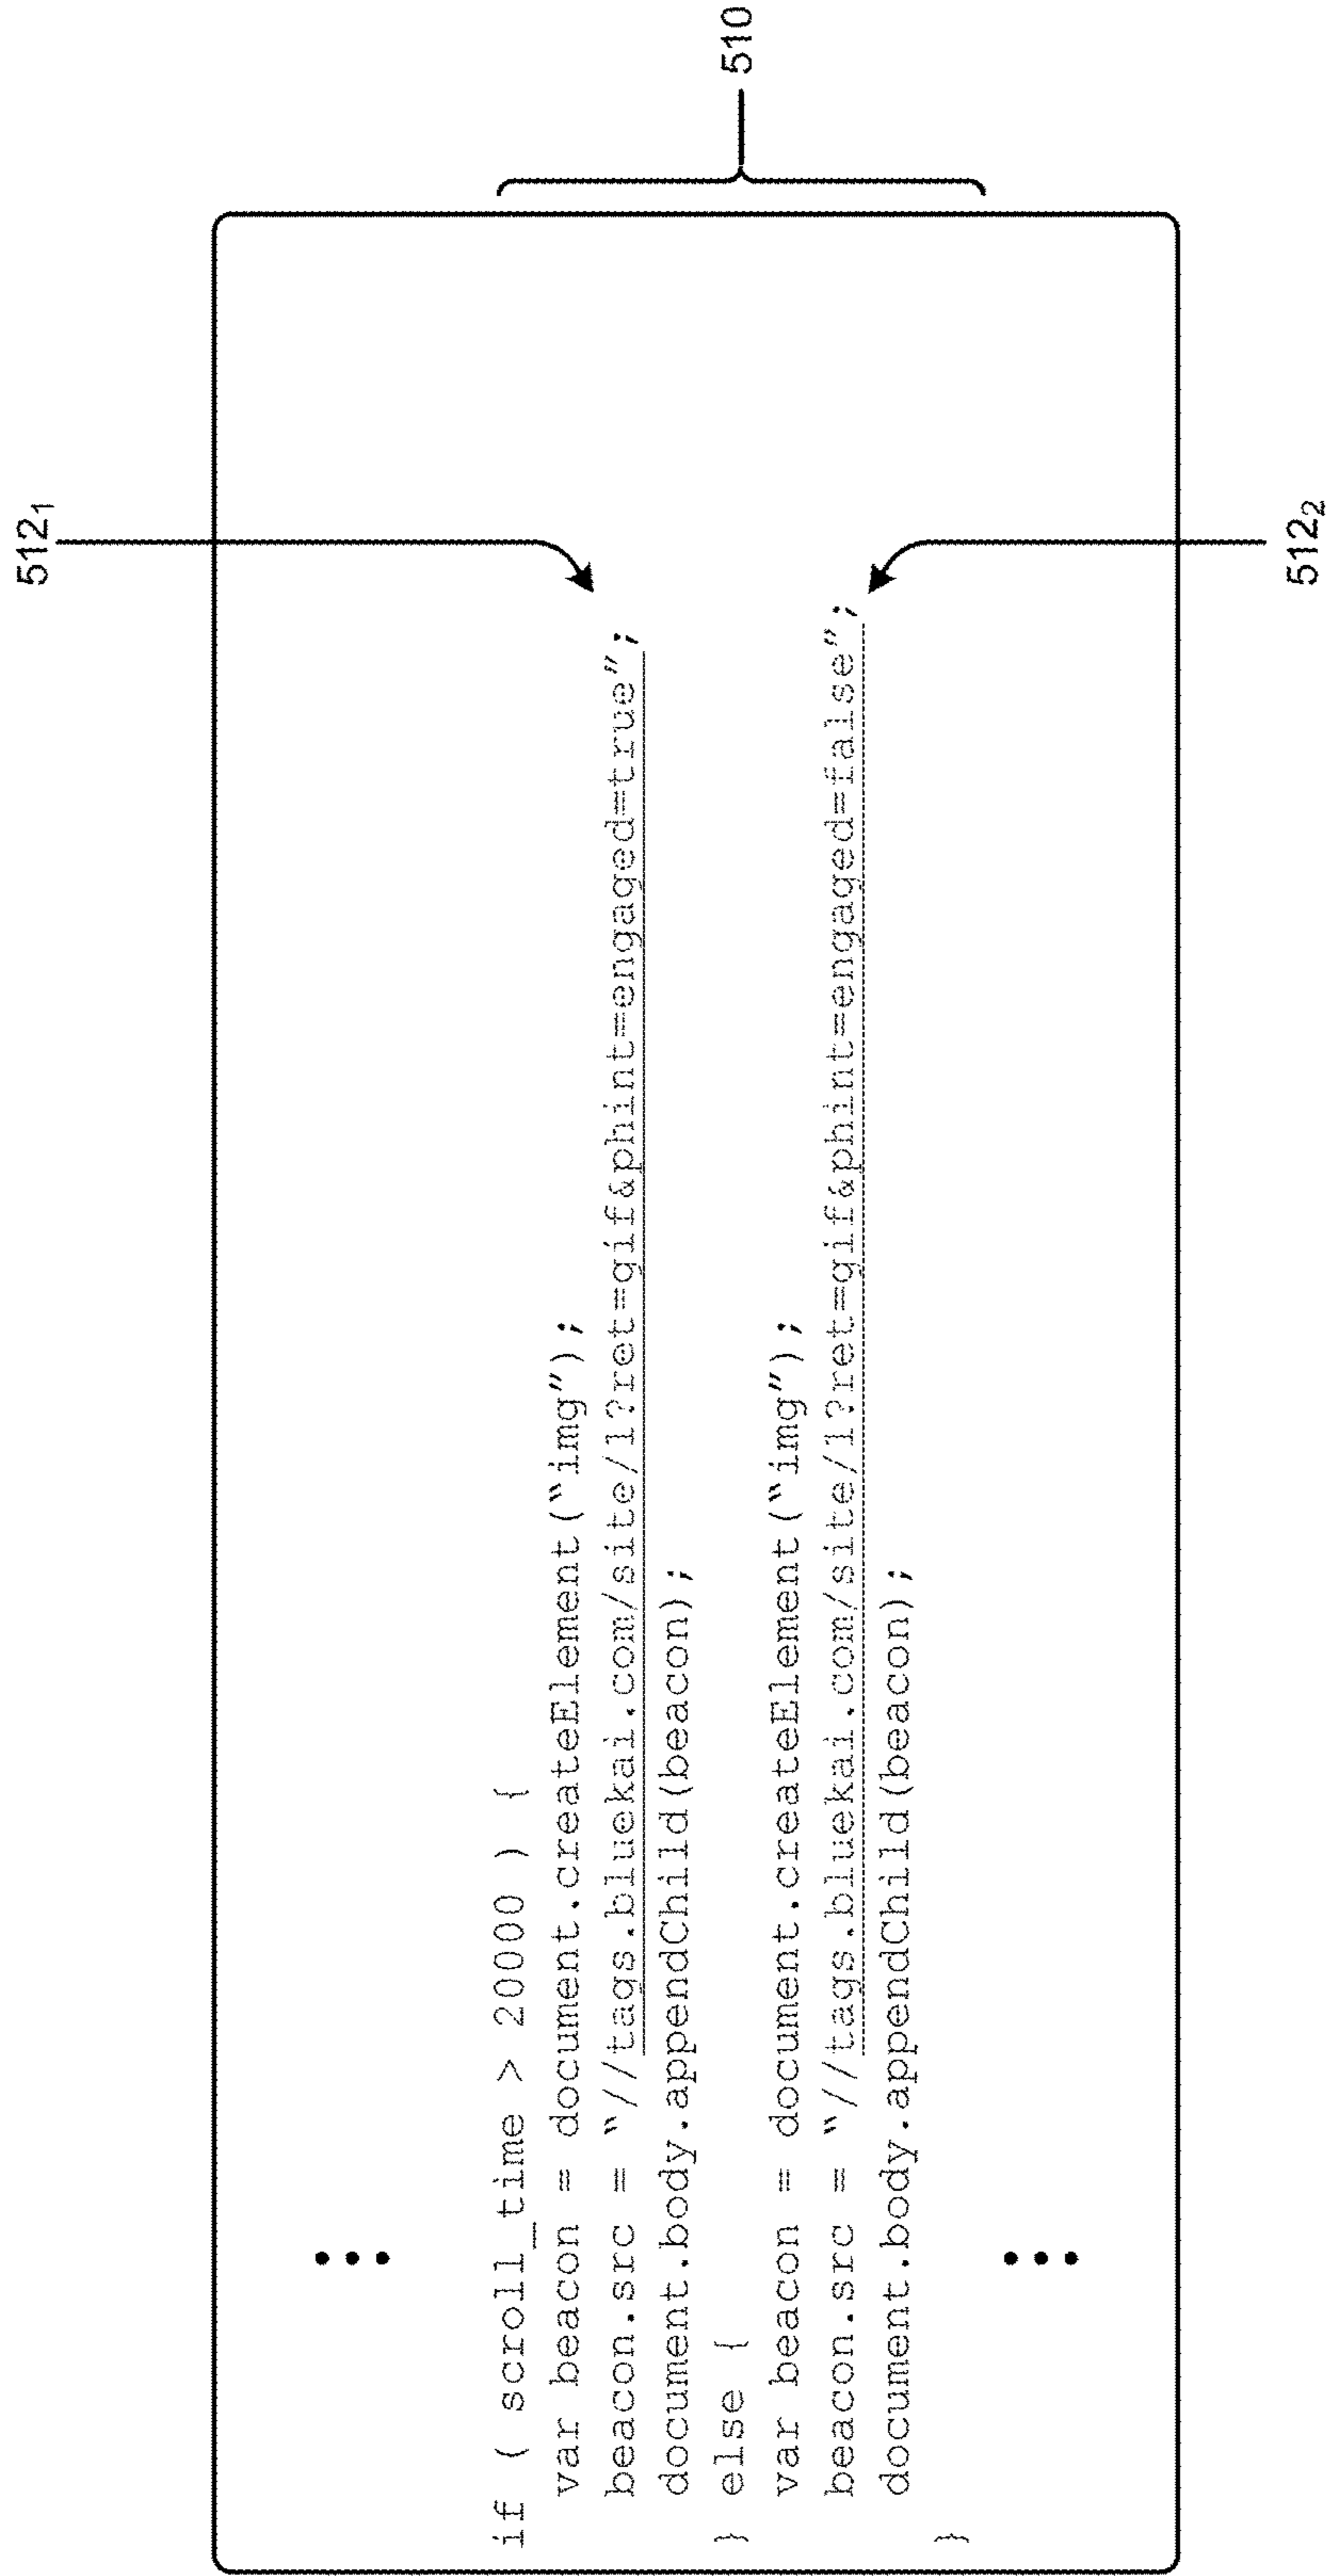 512₁
•••
if ( scroll_time > 20000 ) {
var beacon = document.createElement(“img”);
beacon.src = “//tags.bluekai.com/site/1?ret=gif&phint=engaged=true”;
document.body.appendChild(beacon);
} else {
var beacon = document.createElement(“img”);
beacon.src = “//tags.bluekai.com/site/1?ret=gif&phint=engaged=false”;
document.body.appendChild(beacon);
}
•••
510
512₂